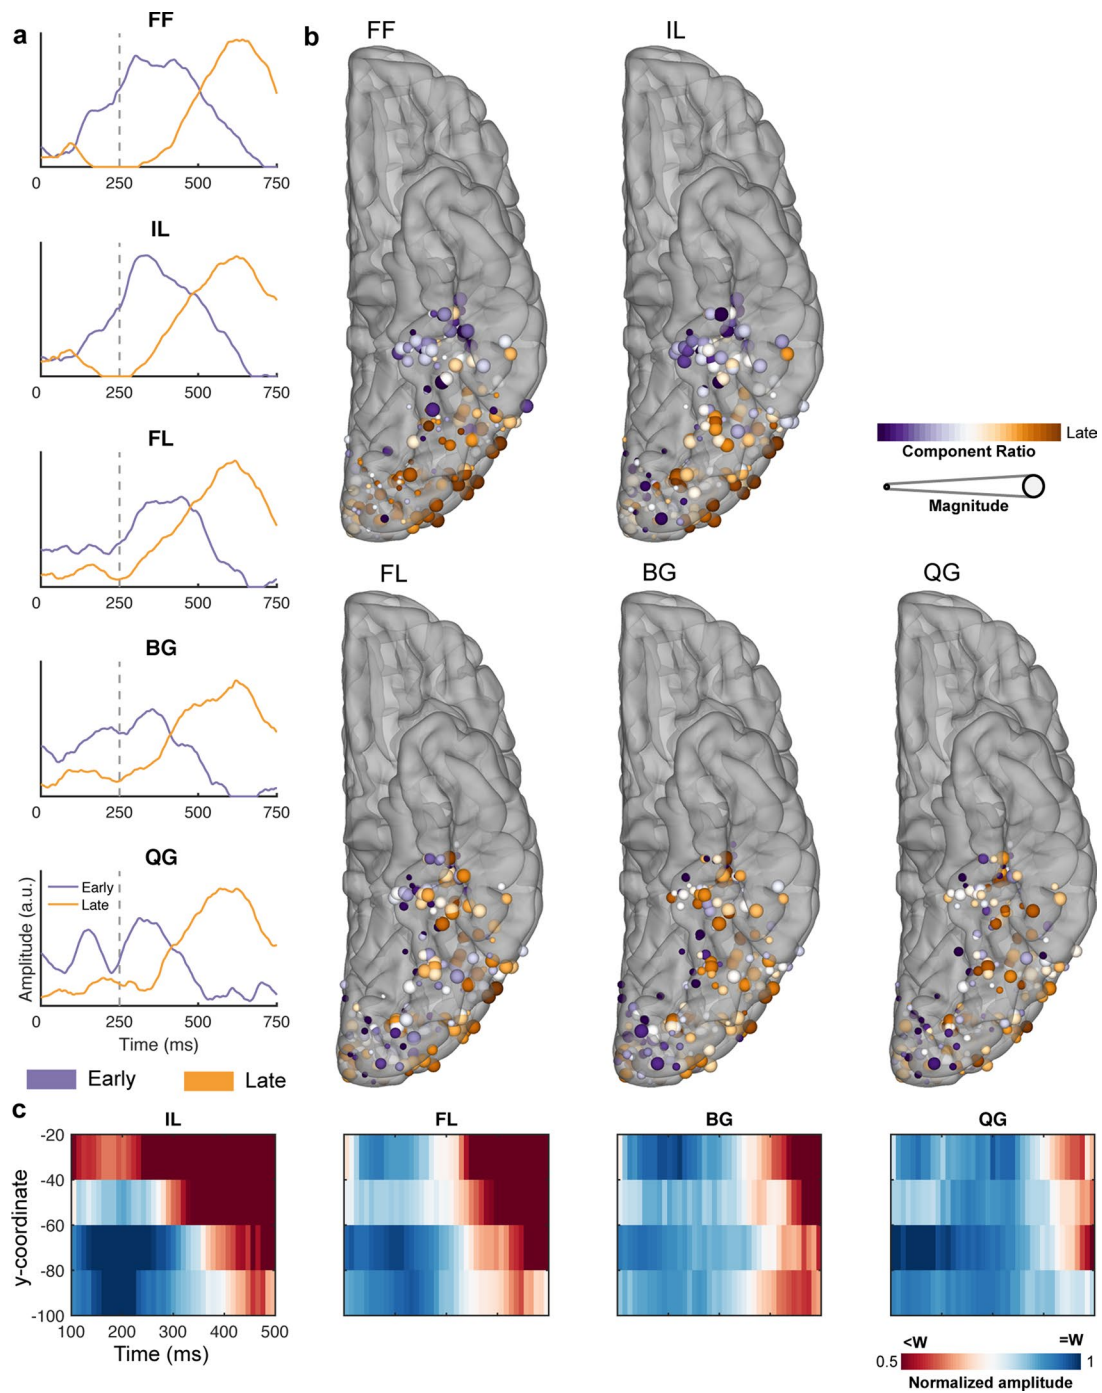 a
FF
0 250 500 750
IL
0 250 500 750
FL
0 250 500 750
BG
0 250 500 750
QG
Early
Late
Amplitude (a.u.)
0 250 500 750
Time (ms)
Early
Late
b
FF
IL
Late
Component Ratio
Magnitude
FL
BG
QG
c
IL
FL
BG
QG
y-coordinate
-20
-40
-60
-80
-100
100 200 300 400 500
Time (ms)
<W =W
0.5 1
Normalized amplitude